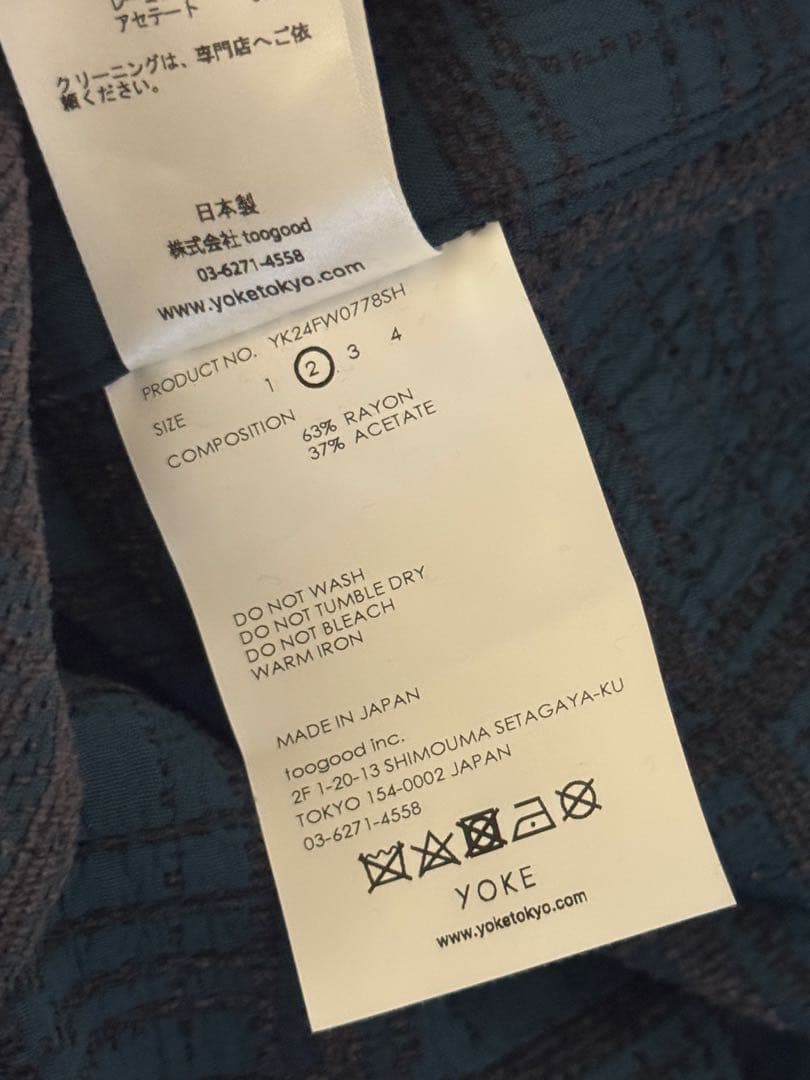 アセテート
クリーニングは、専門店へご依
頼ください。
日本製
株式会社 toogood
03-6271-4558
www.yoketokyo.com
PRODUCT NO. YK24FW0778SH
SIZE 1 2 3 4
COMPOSITION 63% RAYON
37% ACETATE
DO NOT WASH
DO NOT TUMBLE DRY
DO NOT BLEACH
WARM IRON
MADE IN JAPAN
toogood inc.
2F 1-20-13 SHIMOUMA SETAGAYA-KU
TOKYO 154-0002 JAPAN
03-6271-4558
YOKE
www.yoketokyo.com